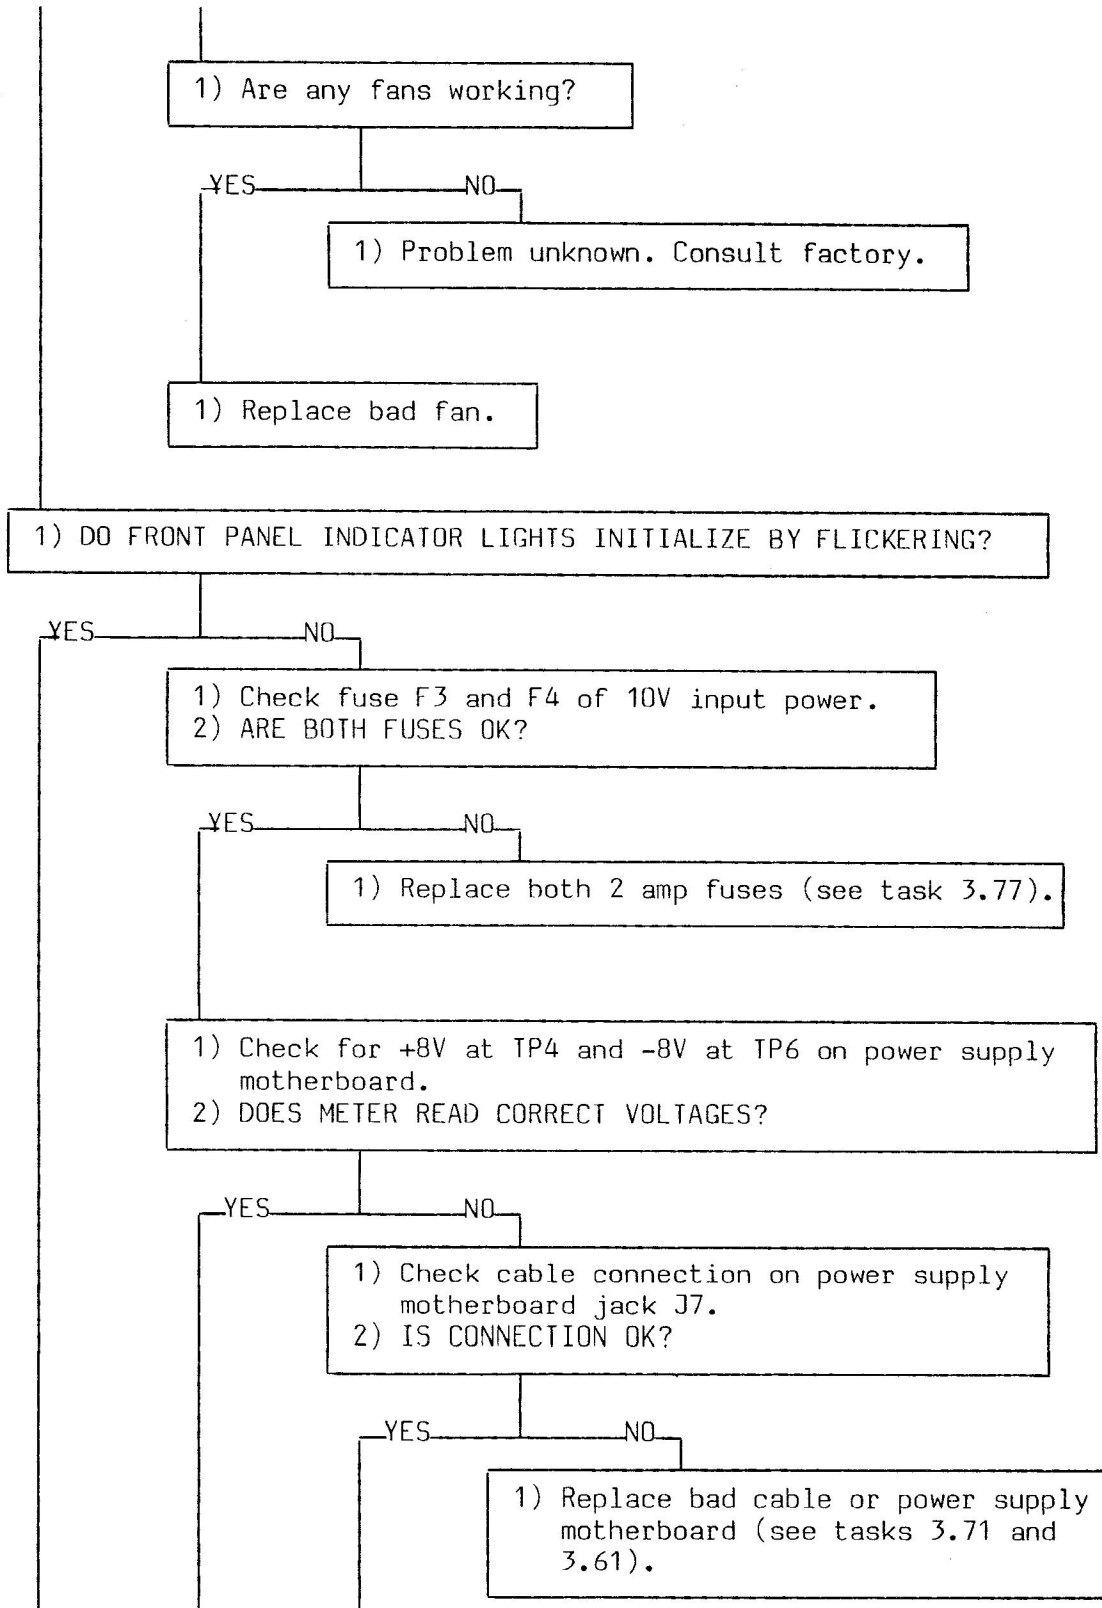 1) Are any fans working?
YES NO
1) Problem unknown. Consult factory.
1) Replace bad fan.
1) DO FRONT PANEL INDICATOR LIGHTS INITIALIZE BY FLICKERING?
YES NO
1) Check fuse F3 and F4 of 10V input power.
2) ARE BOTH FUSES OK?
YES NO
1) Replace both 2 amp fuses (see task 3.77).
1) Check for +8V at TP4 and -8V at TP6 on power supply
motherboard.
2) DOES METER READ CORRECT VOLTAGES?
YES NO
1) Check cable connection on power supply
motherboard jack J7.
2) IS CONNECTION OK?
YES NO
1) Replace bad cable or power supply
motherboard (see tasks 3.71 and
3.61).